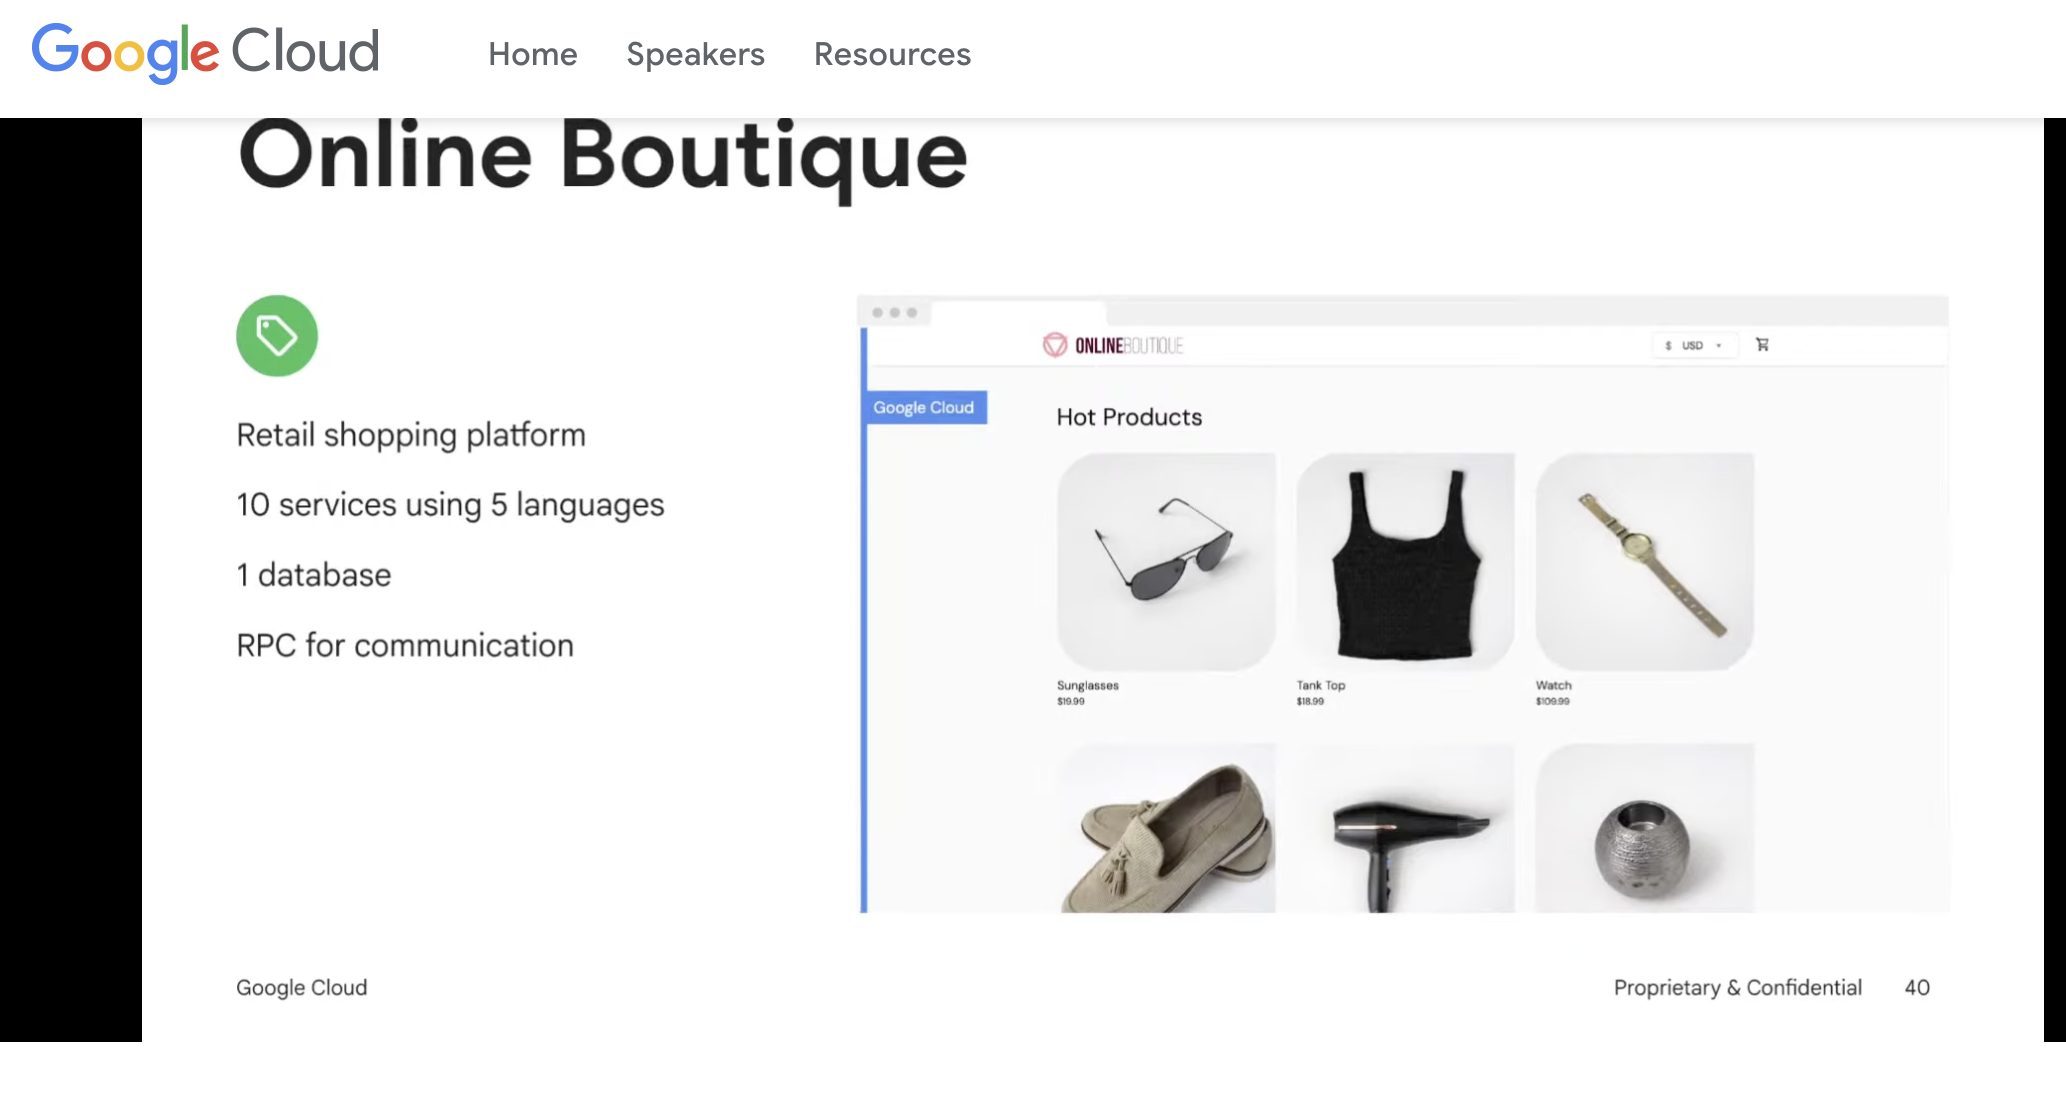 Google Cloud Home Speakers Resources
Online Boutique
Retail shopping platform
10 services using 5 languages
1 database
RPC for communication
ONLINEBOUTIQUE $ USD
Google Cloud
Hot Products
Sunglasses
$19.99
Tank Top
$18.99
Watch
$109.99
Google Cloud Proprietary & Confidential 40